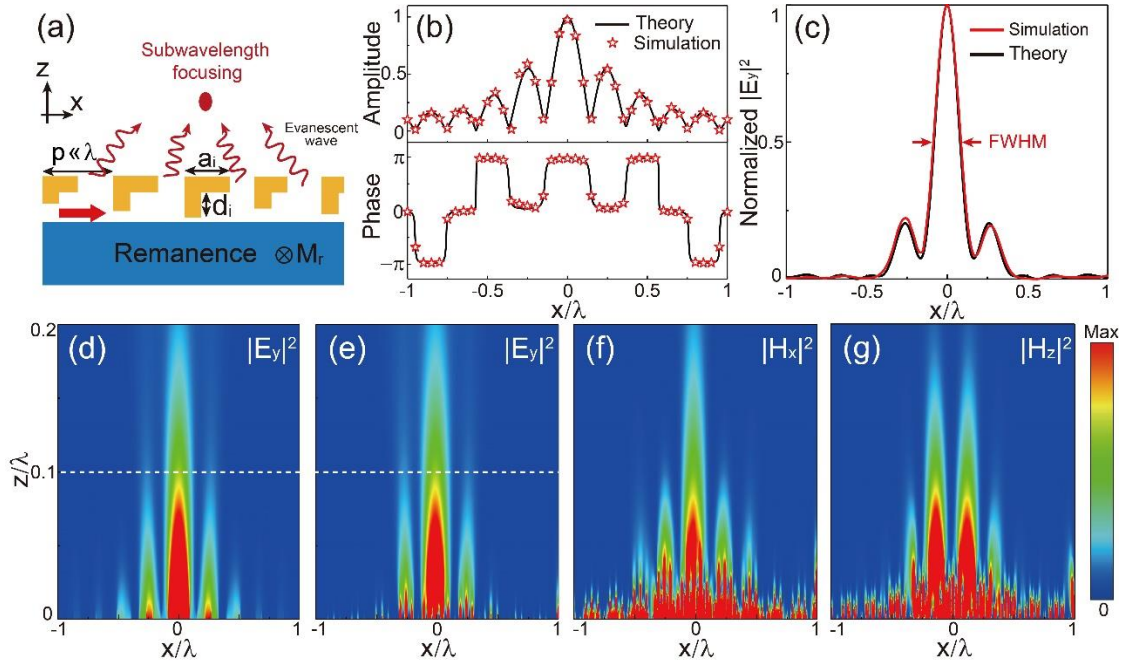 (a)
Subwavelength
focusing
z
x
Evanescent
wave
p≪λ
aᵢ
dᵢ
Remanence ⊗Mᵣ
(b)
Theory
Simulation
Amplitude
1
0.5
0
Phase
π
0
−π
-1 -0.5 0 0.5 1
x/λ
(c)
Simulation
Theory
FWHM
Normalized |Ey|²
1
0.5
0
-1 -0.5 0 0.5 1
x/λ
(d) |Ey|²
(e) |Ey|²
(f) |Hx|²
(g) |Hz|²
0.2
0.1
0
z/λ
-1 0 1
x/λ
-1 0 1
x/λ
-1 0 1
x/λ
-1 0 1
x/λ
Max
0